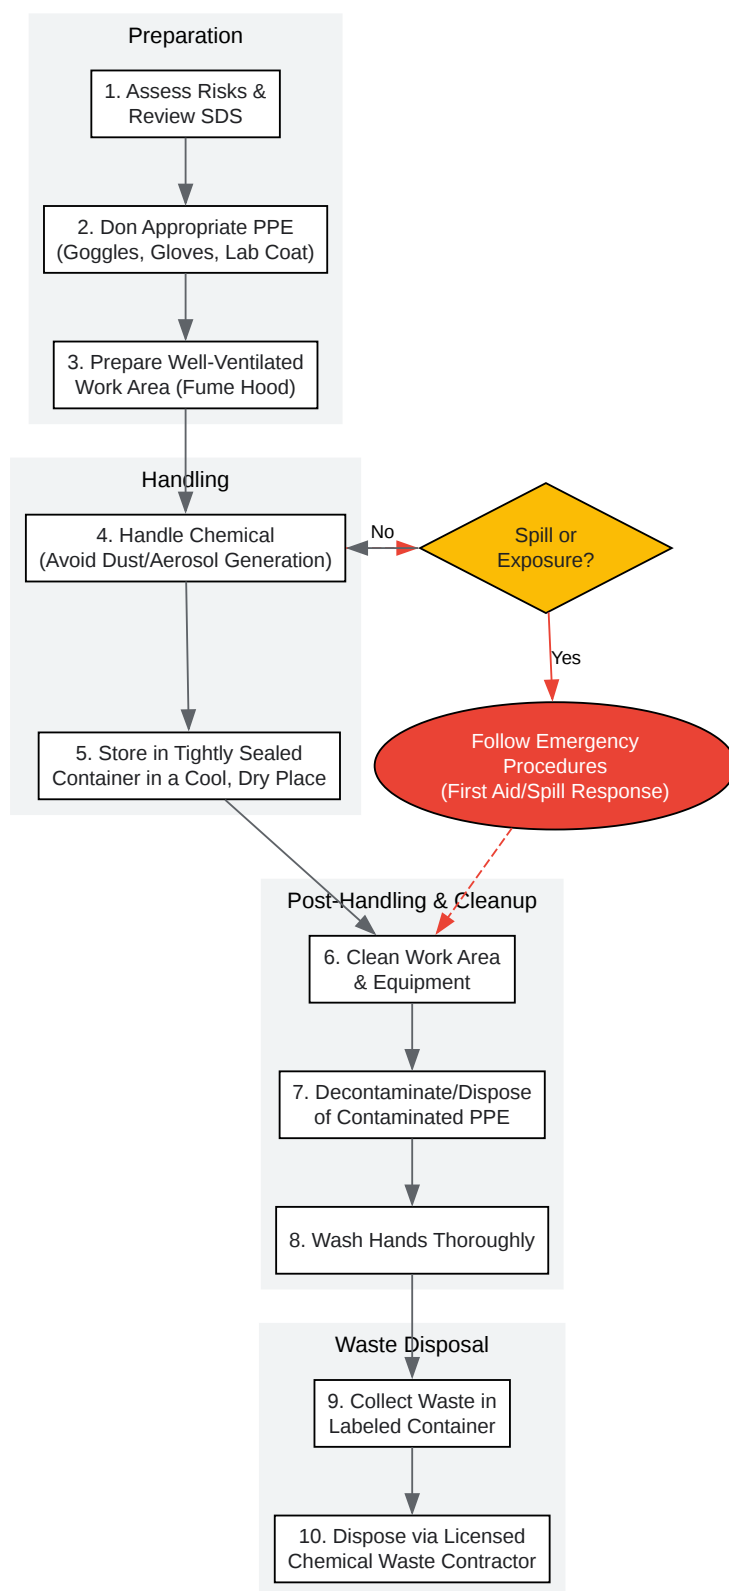 Preparation
1. Assess Risks &
Review SDS
2. Don Appropriate PPE
(Goggles, Gloves, Lab Coat)
3. Prepare Well-Ventilated
Work Area (Fume Hood)
Handling
4. Handle Chemical
(Avoid Dust/Aerosol Generation)
No
Spill or
Exposure?
Yes
5. Store in Tightly Sealed
Container in a Cool, Dry Place
Follow Emergency
Procedures
(First Aid/Spill Response)
Post-Handling & Cleanup
6. Clean Work Area
& Equipment
7. Decontaminate/Dispose
of Contaminated PPE
8. Wash Hands Thoroughly
Waste Disposal
9. Collect Waste in
Labeled Container
10. Dispose via Licensed
Chemical Waste Contractor